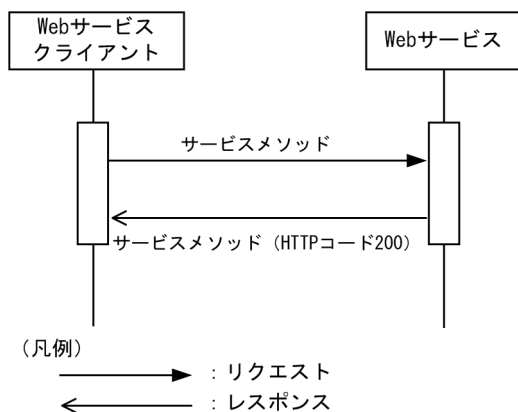 Webサービス
クライアント
Webサービス
サービスメソッド
サービスメソッド（HTTPコード200）
（凡例）
：リクエスト
：レスポンス